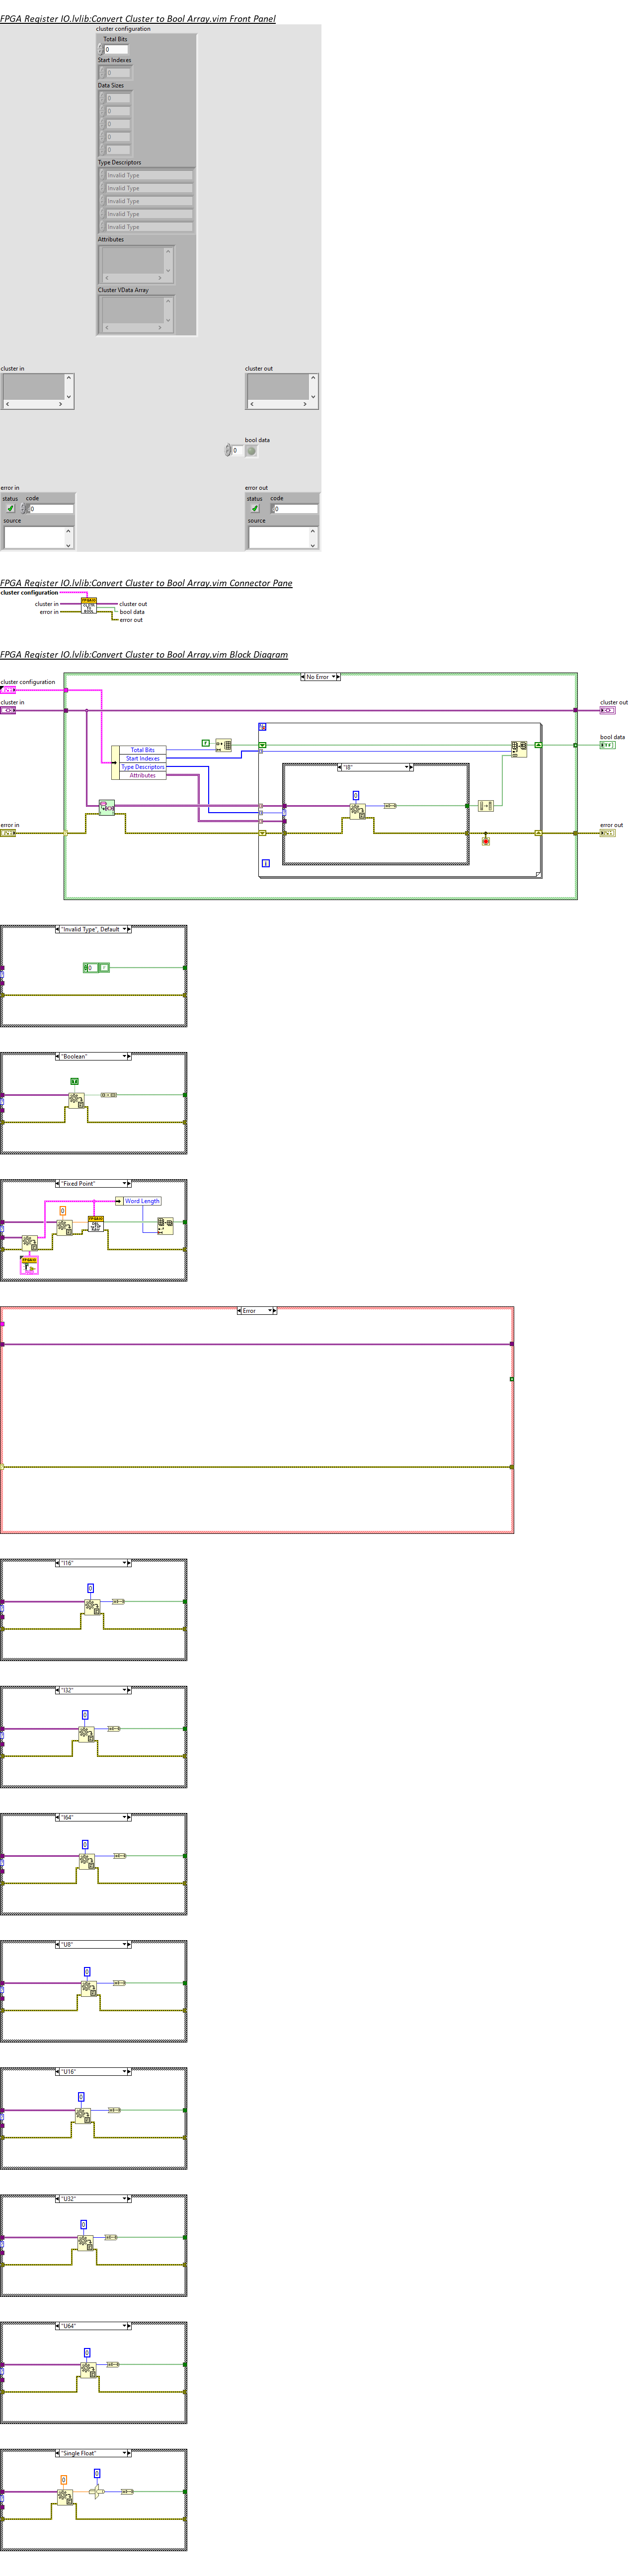 FPGA Register IO.lvlib:Convert Cluster to Bool Array.vim Front Panel
cluster configuration
Total Bits
0
Start Indexes
0
Data Sizes
0
0
0
0
0
Type Descriptors
Invalid Type
Invalid Type
Invalid Type
Invalid Type
Invalid Type
Attributes
Cluster VData Array
cluster in
cluster out
bool data
0
error in
error out
status code
0
source
status code
0
source
FPGA Register IO.lvlib:Convert Cluster to Bool Array.vim Connector Pane
cluster configuration
cluster in
error in
cluster out
bool data
error out
FPGA Register IO.lvlib:Convert Cluster to Bool Array.vim Block Diagram
No Error
cluster configuration
cluster in
cluster out
bool data
Total Bits
Start Indexes
Type Descriptors
Attributes
F
"I8"
0
error in
error out
i
"Invalid Type", Default
0
"Boolean"
"Fixed Point"
Word Length
0
Error
"I16"
0
"I32"
0
"I64"
0
"U8"
0
"U16"
0
"U32"
0
"U64"
0
"Single Float"
0
0